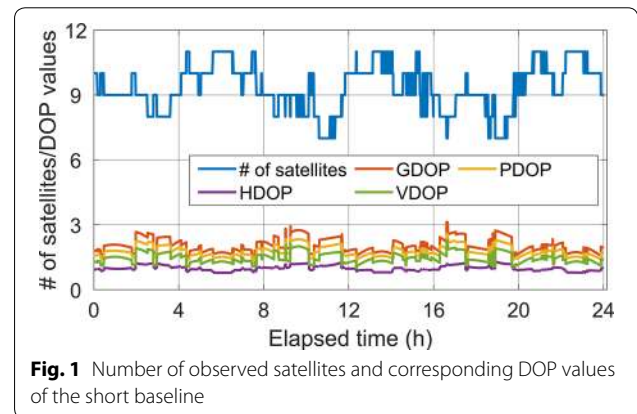 # of satellites/DOP values
12
9
6
3
0
# of satellites
GDOP
PDOP
HDOP
VDOP
0 4 8 12 16 20 24
Elapsed time (h)
Fig. 1 Number of observed satellites and corresponding DOP values
of the short baseline